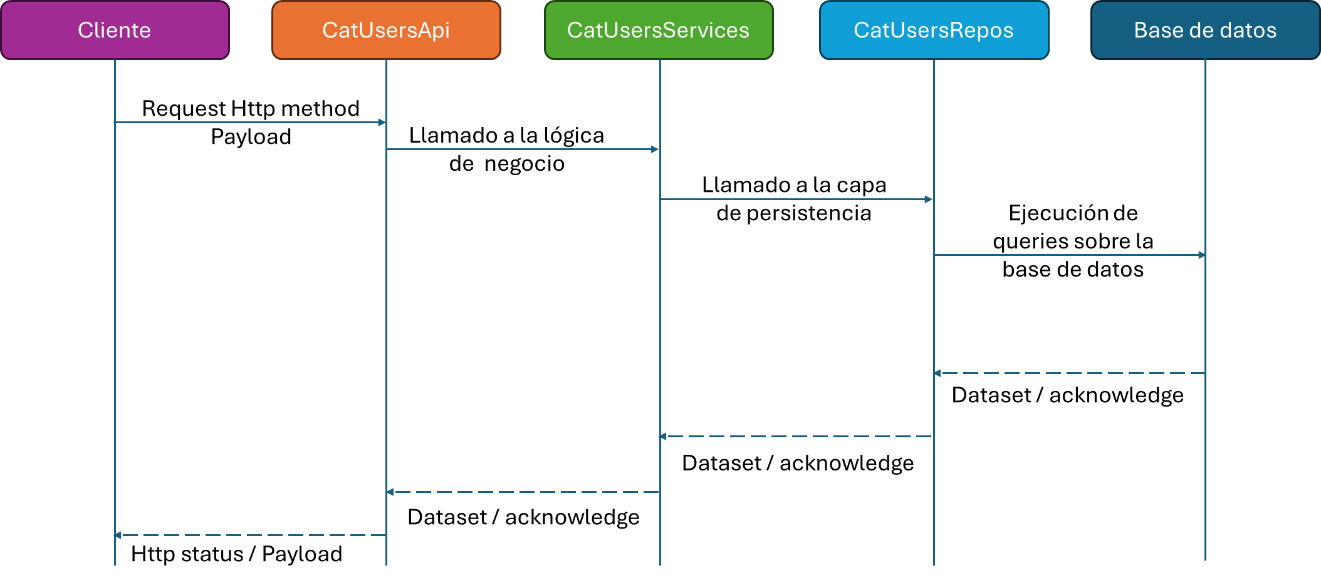 Cliente
CatUsersApi
CatUsersServices
CatUsersRepos
Base de datos
Request Http method
Payload
Llamado a la lógica
de negocio
Llamado a la capa
de persistencia
Ejecución de
queries sobre la
base de datos
Dataset / acknowledge
Dataset / acknowledge
Dataset / acknowledge
Http status / Payload